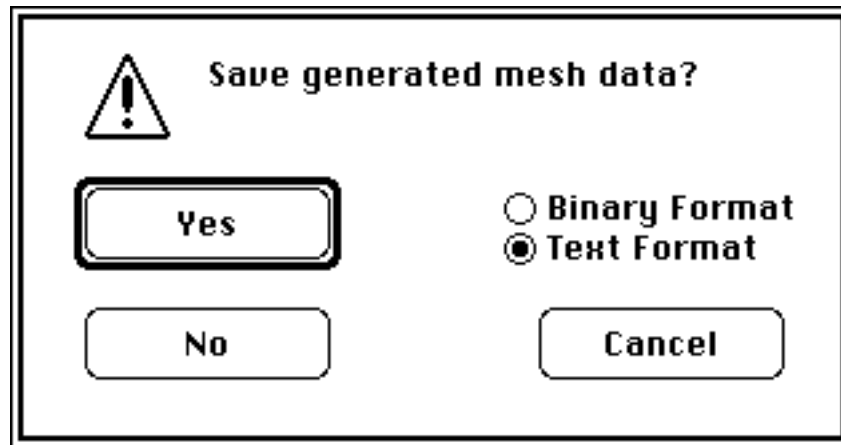 Save generated mesh data?
Yes
Binary Format
Text Format
No
Cancel